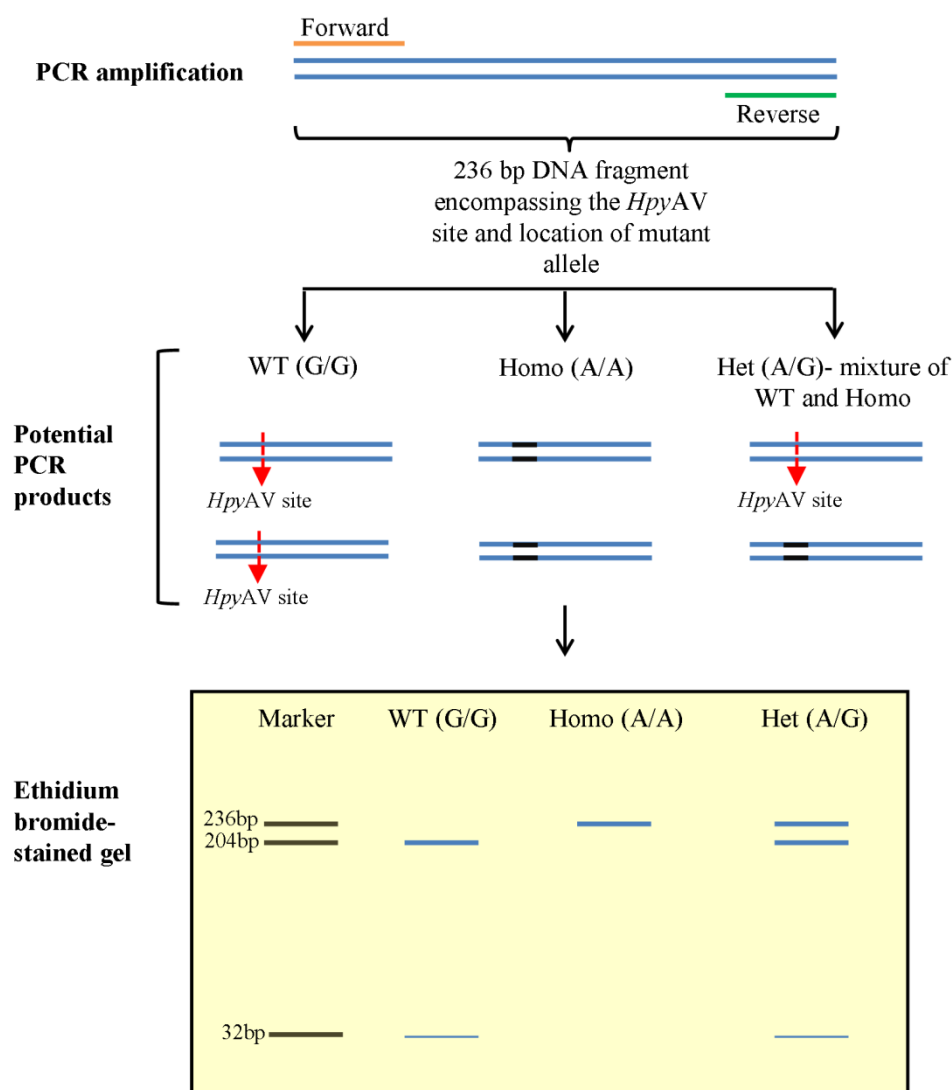 Forward
PCR amplification
Reverse
236 bp DNA fragment
encompassing the HpyAV
site and location of mutant
allele
WT (G/G)
Homo (A/A)
Het (A/G)- mixture of
WT and Homo
Potential
PCR
products
HpyAV site
HpyAV site
HpyAV site
Marker
WT (G/G)
Homo (A/A)
Het (A/G)
Ethidium
bromide-
stained gel
236bp
204bp
32bp